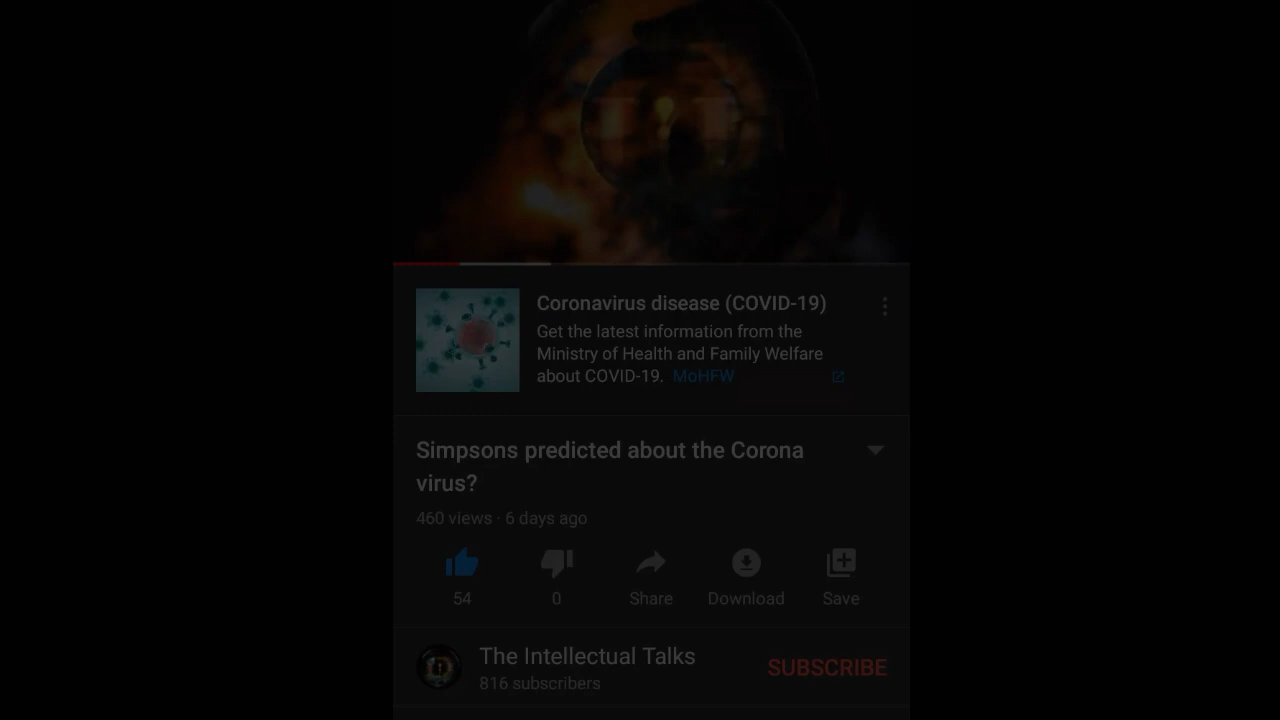 Coronavirus disease (COVID-19)
Get the latest information from the
Ministry of Health and Family Welfare
about COVID-19. MoHFW
Simpsons predicted about the Corona
virus?
460 views · 6 days ago
54 0 Share Download Save
The Intellectual Talks
816 subscribers
SUBSCRIBE